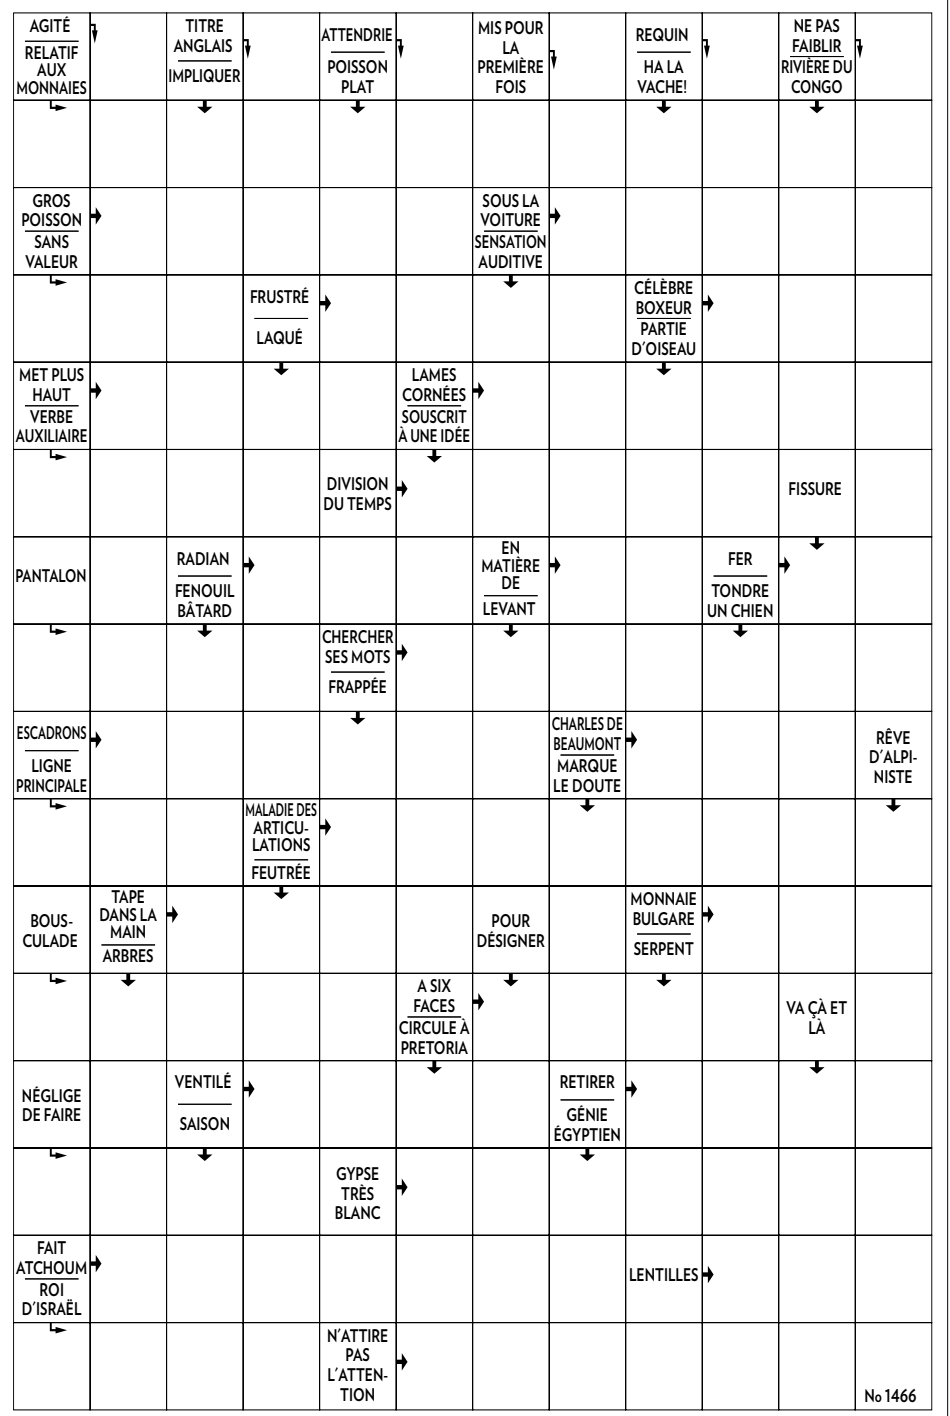 AGITÉ
RELATIF
AUX
MONNAIES
TITRE
ANGLAIS
IMPLIQUER
ATTENDRIE
POISSON
PLAT
MIS POUR
LA
PREMIÈRE
FOIS
REQUIN
HA LA
VACHE!
NE PAS
FAIBLIR
RIVIÈRE DU
CONGO
GROS
POISSON
SANS
VALEUR
SOUS LA
VOITURE
SENSATION
AUDITIVE
FRUSTRÉ
LAQUÉ
CÉLÈBRE
BOXEUR
PARTIE
D'OISEAU
MET PLUS
HAUT
VERBE
AUXILIAIRE
LAMES
CORNÉES
SOUSCRIT
À UNE IDÉE
DIVISION
DU TEMPS
FISSURE
PANTALON
RADIAN
FENOUIL
BÂTARD
EN
MATIÈRE
DE
LEVANT
FER
TONDRE
UN CHIEN
CHERCHER
SES MOTS
FRAPPÉE
ESCADRONS
LIGNE
PRINCIPALE
CHARLES DE
BEAUMONT
MARQUE
LE DOUTE
RÊVE
D'ALPI-
NISTE
MALADIE DES
ARTICU-
LATIONS
FEUTRÉE
BOUS-
CULADE
TAPE
DANS LA
MAIN
ARBRES
POUR
DÉSIGNER
MONNAIE
BULGARE
SERPENT
A SIX
FACES
CIRCULE À
PRETORIA
VA ÇÀ ET
LÀ
NÉGLIGE
DE FAIRE
VENTILÉ
SAISON
RETIRER
GÉNIE
ÉGYPTIEN
GYPSE
TRÈS
BLANC
FAIT
ATCHOUM
ROI
D'ISRAËL
LENTILLES
N'ATTIRE
PAS
L'ATTEN-
TION
No 1466